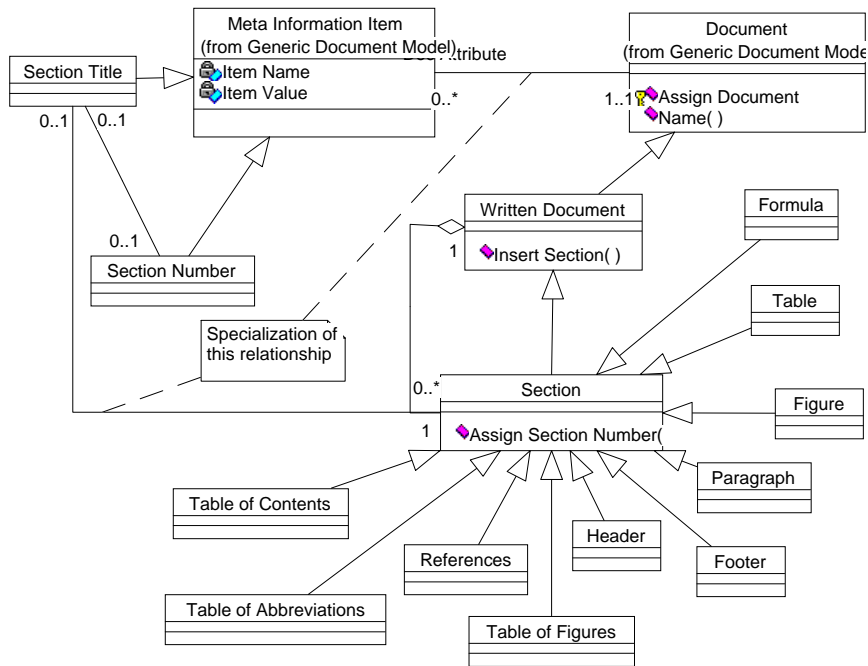 Meta Information Item
(from Generic Document Model)
Item Name
Item Value
Document
(from Generic Document Mode
Assign Document
Name( )
Section Title
Attribute
0..*
1..1
0..1
0..1
Written Document
Insert Section( )
1
Formula
0..1
Section Number
Table
Specialization of
this relationship
0..*
Section
Assign Section Number(
1
Figure
Paragraph
Table of Contents
Header
References
Footer
Table of Abbreviations
Table of Figures